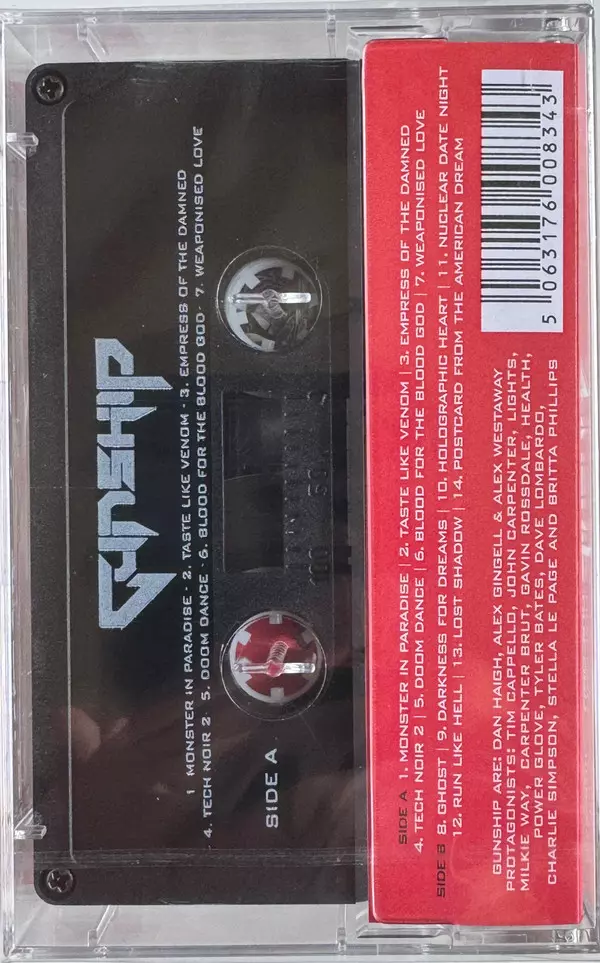 GUNSHIP
1 MONSTER IN PARADISE · 2. TASTE LIKE VENOM · 3. EMPRESS OF THE DAMNED
4. TECH NOIR 2 · 5. DOOM DANCE · 6. BLOOD FOR THE BLOOD GOD · 7. WEAPONISED LOVE
SIDE A
100 50
SIDE A 1. MONSTER IN PARADISE | 2. TASTE LIKE VENOM | 3. EMPRESS OF THE DAMNED
4. TECH NOIR 2 | 5. DOOM DANCE | 6. BLOOD FOR THE BLOOD GOD | 7. WEAPONISED LOVE
SIDE B 8. GHOST | 9. DARKNESS FOR DREAMS | 10. HOLOGRAPHIC HEART | 11. NUCLEAR DATE NIGHT
12. RUN LIKE HELL | 13. LOST SHADOW | 14. POSTCARD FROM THE AMERICAN DREAM
GUNSHIP ARE: DAN HAIGH, ALEX GINGELL & ALEX WESTAWAY
PROTAGONISTS: TIM CAPPELLO, JOHN CARPENTER, LIGHTS,
MILKIE WAY, CARPENTER BRUT, GAVIN ROSSDALE, HEALTH,
POWER GLOVE, TYLER BATES, DAVE LOMBARDO,
CHARLIE SIMPSON, STELLA LE PAGE AND BRITTA PHILLIPS
5 063176 008343